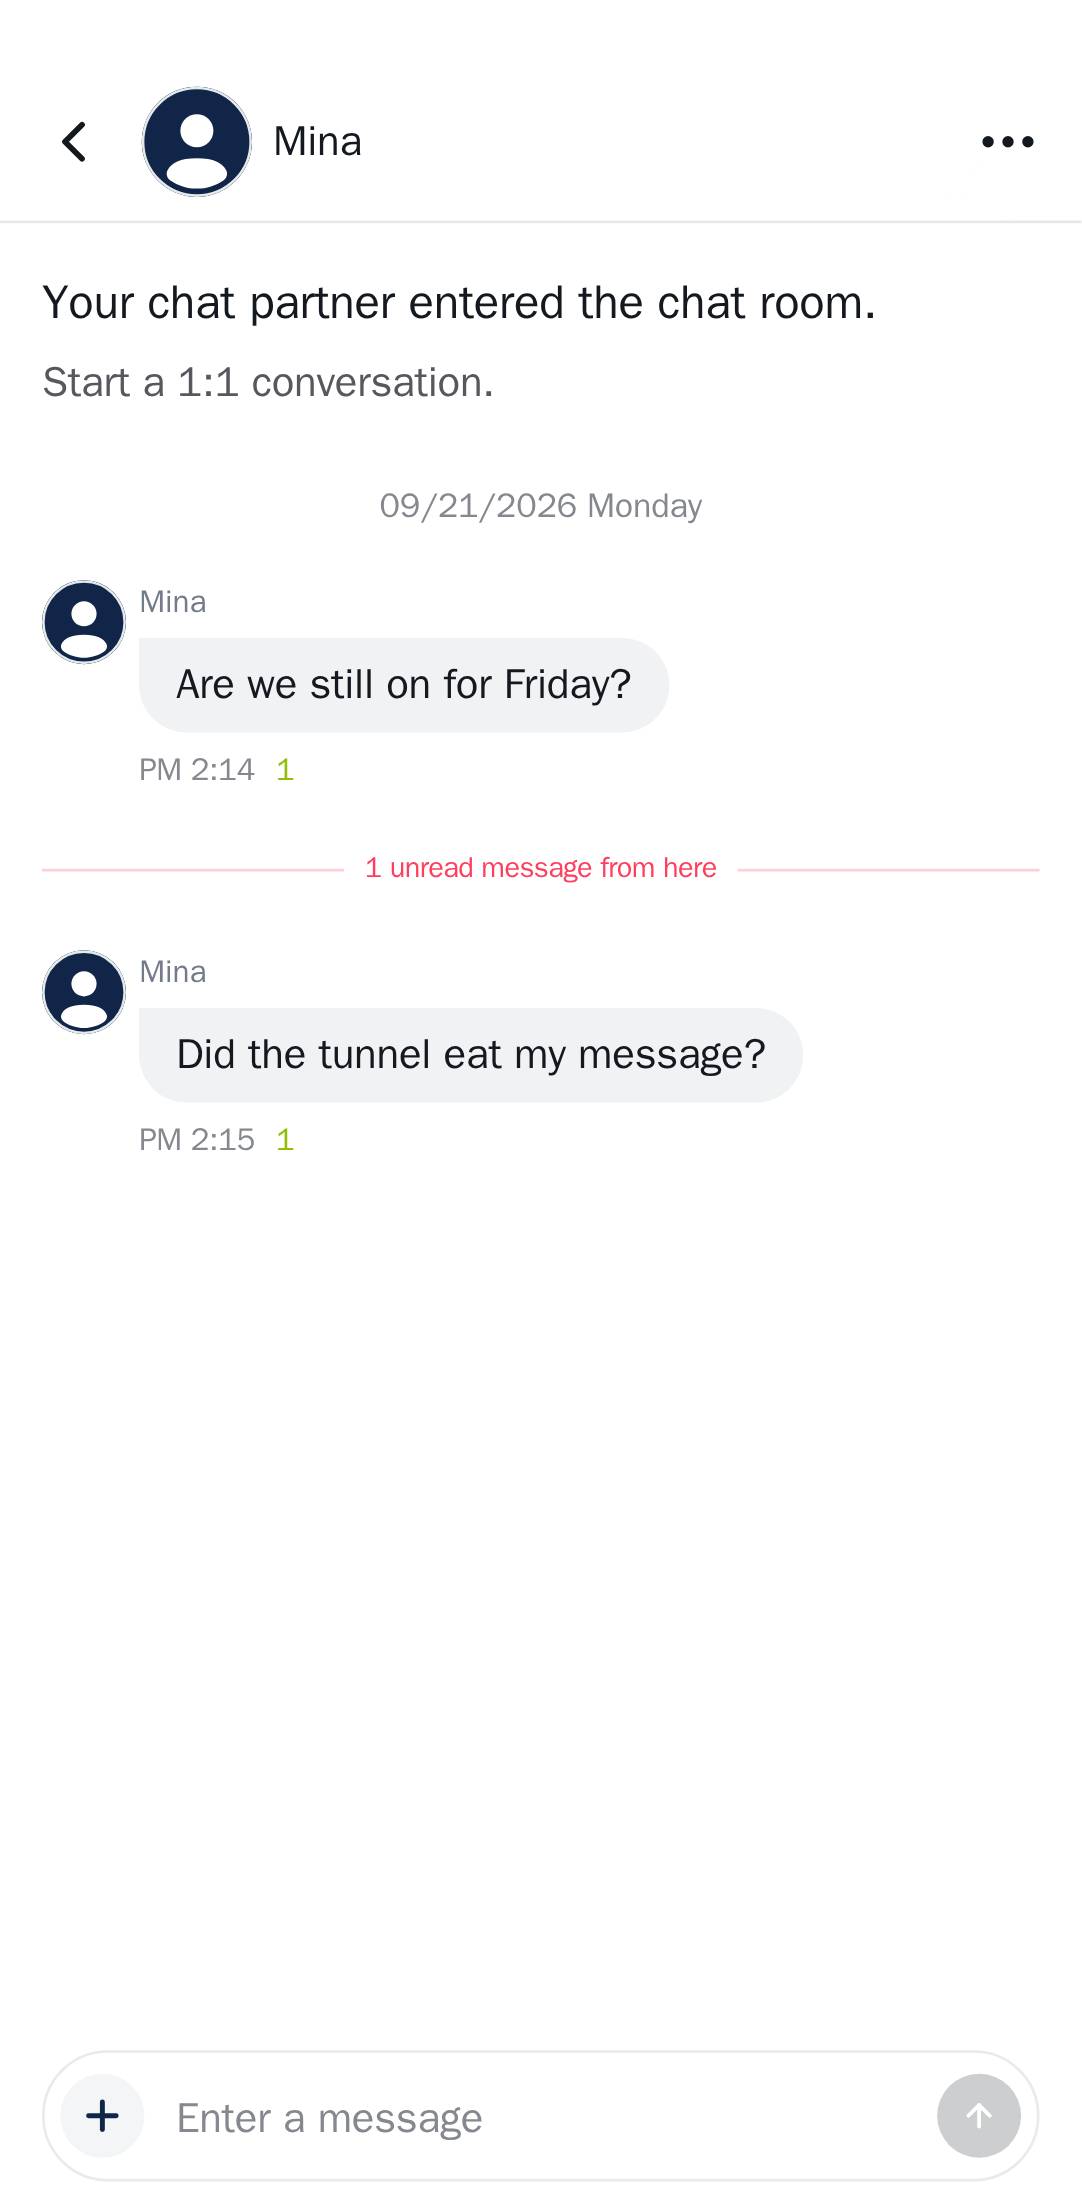 Mina
Your chat partner entered the chat room.
Start a 1:1 conversation.
09/21/2026 Monday
Mina
Are we still on for Friday?
PM 2:14 1
1 unread message from here
Mina
Did the tunnel eat my message?
PM 2:15 1
Enter a message